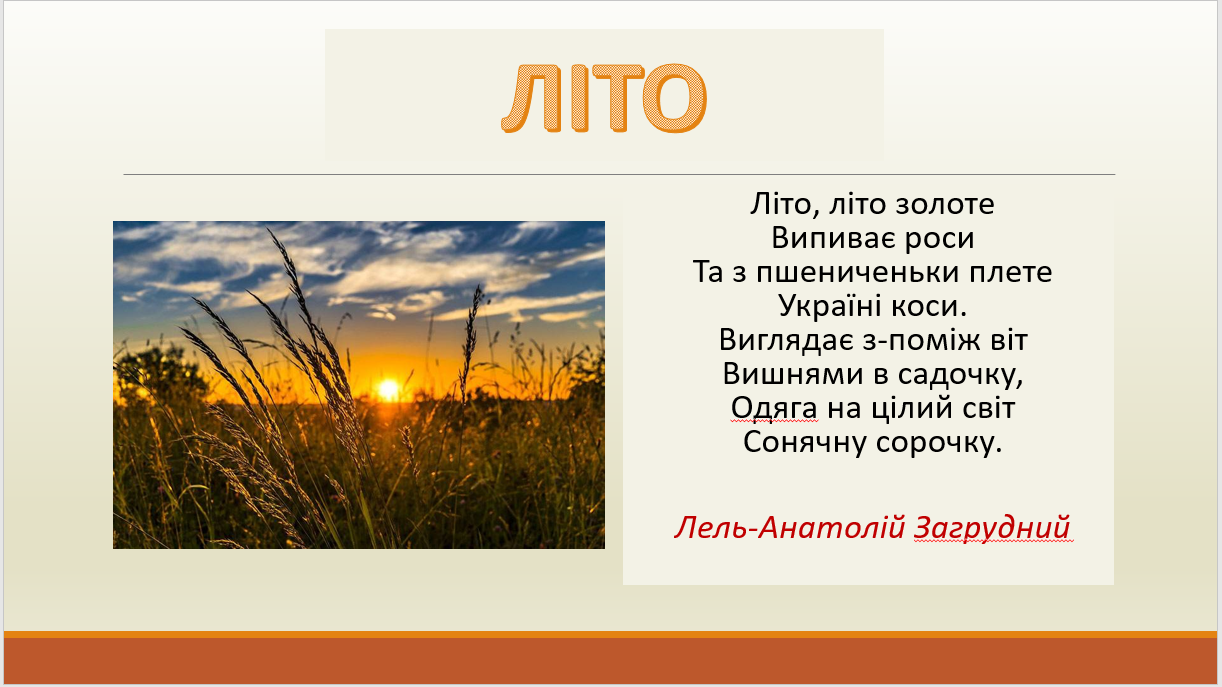 ЛІТО
Літо, літо золоте
Випиває роси
Та з пшениченьки плете
Україні коси.
Виглядає з-поміж віт
Вишнями в садочку,
Одяга на цілий світ
Сонячну сорочку.
Лель-Анатолій Загрудний